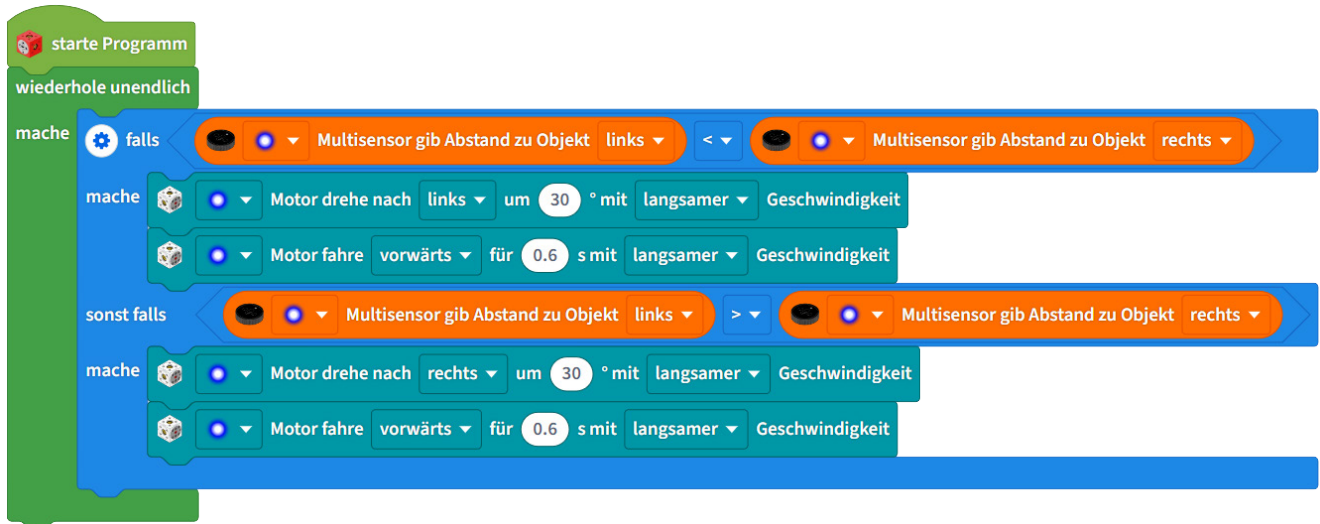 starte Programm
wiederhole unendlich
mache falls Multisensor gib Abstand zu Objekt links < Multisensor gib Abstand zu Objekt rechts
mache Motor drehe nach links um 30 ° mit langsamer Geschwindigkeit
Motor fahre vorwärts für 0.6 s mit langsamer Geschwindigkeit
sonst falls Multisensor gib Abstand zu Objekt links > Multisensor gib Abstand zu Objekt rechts
mache Motor drehe nach rechts um 30 ° mit langsamer Geschwindigkeit
Motor fahre vorwärts für 0.6 s mit langsamer Geschwindigkeit